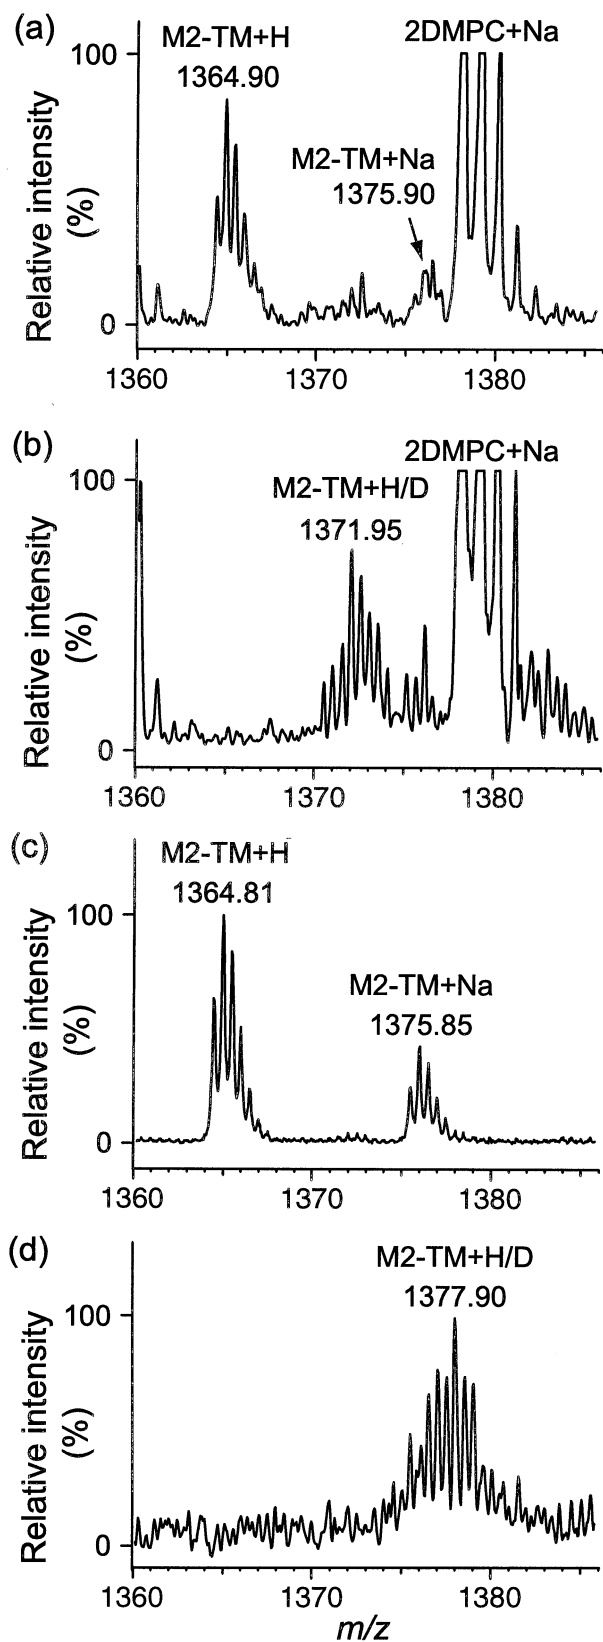 (a)
M2-TM+H
1364.90
2DMPC+Na
M2-TM+Na
1375.90
Relative intensity
(%)
100
0
1360
1370
1380
(b)
2DMPC+Na
M2-TM+H/D
1371.95
Relative intensity
(%)
100
0
1360
1370
1380
(c)
M2-TM+H
1364.81
M2-TM+Na
1375.85
Relative intensity
(%)
100
0
1360
1370
1380
(d)
M2-TM+H/D
1377.90
Relative intensity
(%)
100
0
1360
1370
1380
m/z